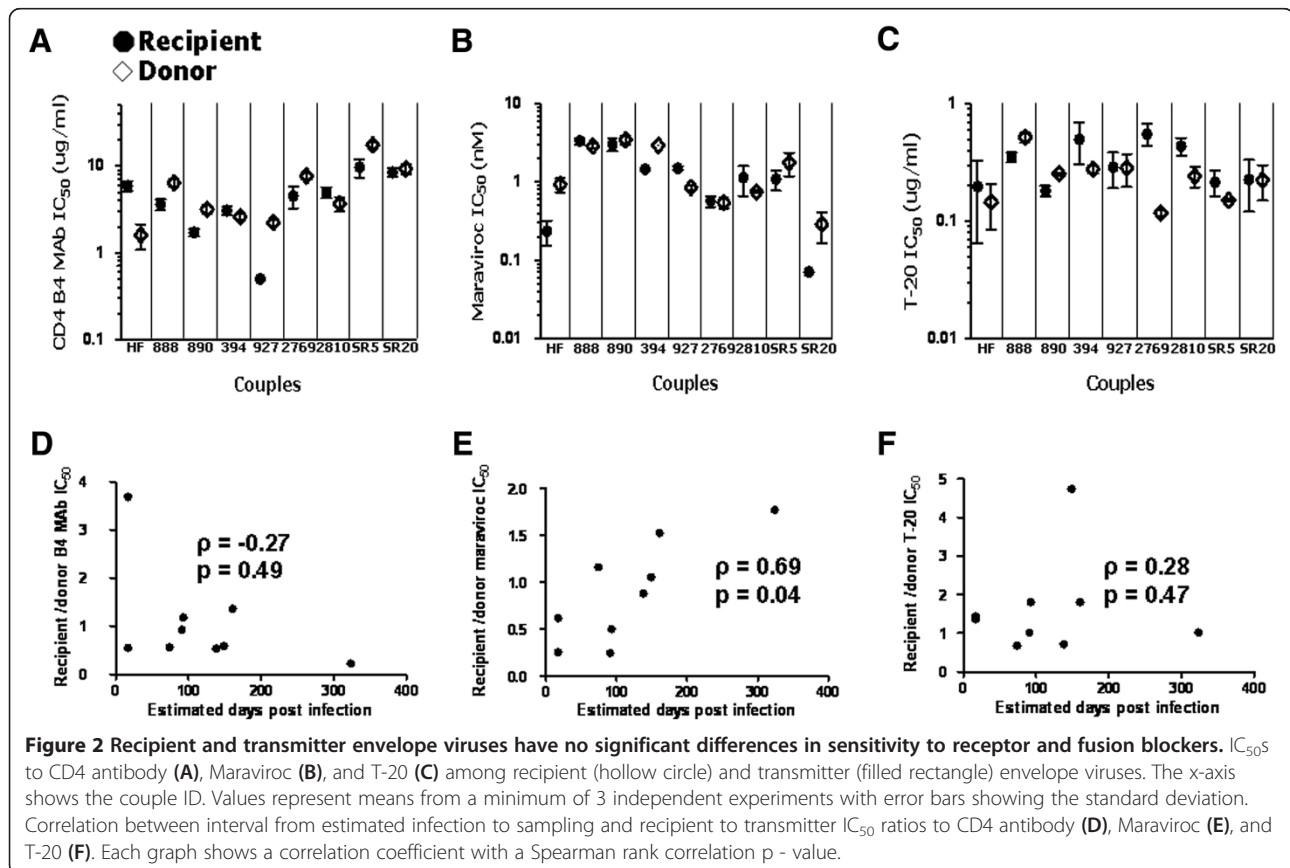 A
● Recipient
◇ Donor
CD4 B4 MAb IC50 (ug/ml)
100
10
1
0.1
HF 888 890 394 927 2769 2810 SR5 SR20
Couples
B
Maraviroc IC50 (nM)
10
1
0.1
0.01
HF 888 890 394 927 2769 2810 SR5 SR20
Couples
C
T-20 IC50 (ug/ml)
1
0.1
0.01
HF 888 890 394 927 2769 2810 SR5 SR20
Couples
D
Recipient/donor B4 MAb IC50
4
3
2
1
0
ρ = -0.27
p = 0.49
0 100 200 300 400
Estimated days post infection
E
Recipient/donor maraviroc IC50
2.0
1.5
1.0
0.5
0.0
ρ = 0.69
p = 0.04
0 100 200 300 400
Estimated days post infection
F
Recipient/donor T-20 IC50
5
4
3
2
1
0
ρ = 0.28
p = 0.47
0 100 200 300 400
Estimated days post infection
Figure 2 Recipient and transmitter envelope viruses have no significant differences in sensitivity to receptor and fusion blockers. IC50s
to CD4 antibody (A), Maraviroc (B), and T-20 (C) among recipient (hollow circle) and transmitter (filled rectangle) envelope viruses. The x-axis
shows the couple ID. Values represent means from a minimum of 3 independent experiments with error bars showing the standard deviation.
Correlation between interval from estimated infection to sampling and recipient to transmitter IC50 ratios to CD4 antibody (D), Maraviroc (E), and
T-20 (F). Each graph shows a correlation coefficient with a Spearman rank correlation p - value.